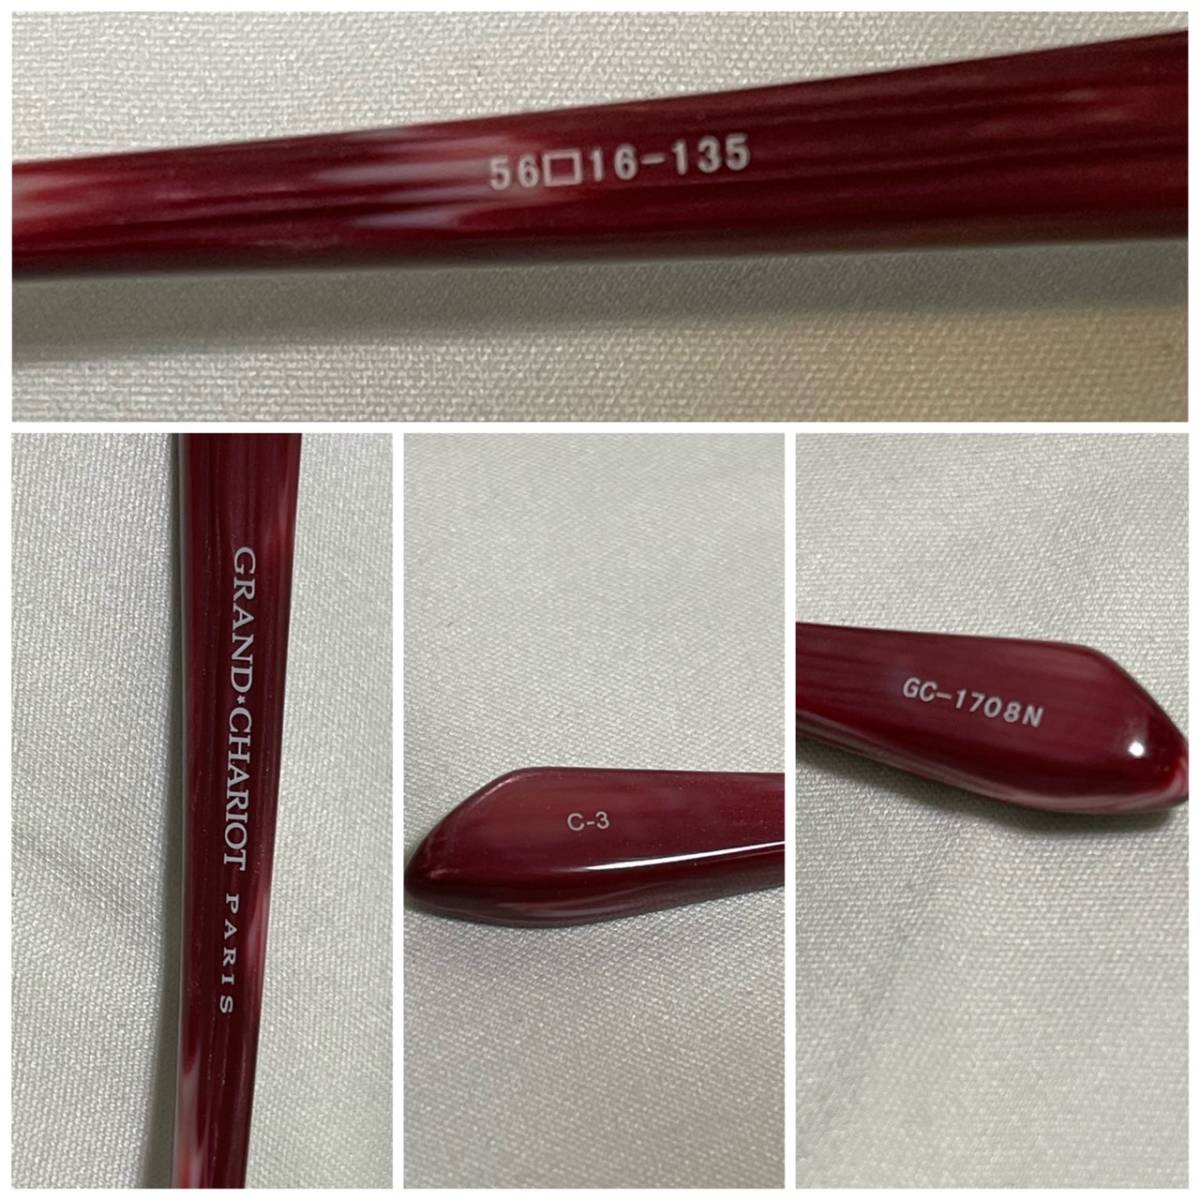 56□16-135
GRAND★CHARIOT PARIS
C-3
GC-1708N